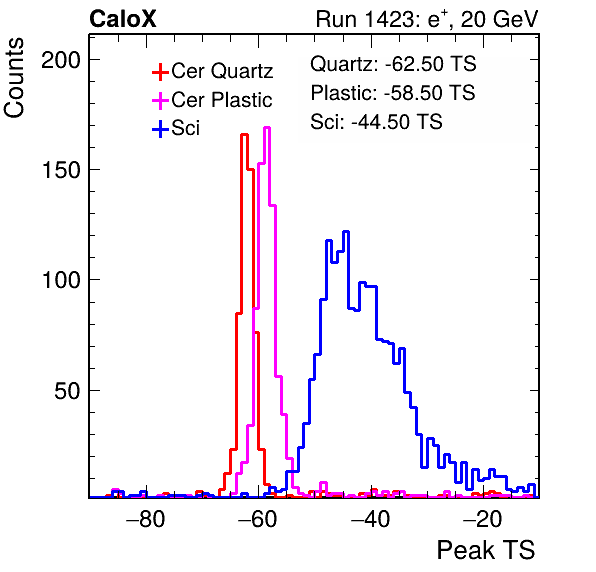 CaloX
Run 1423: e⁺, 20 GeV
Counts
200
150
100
50
Cer Quartz
Cer Plastic
Sci
Quartz: -62.50 TS
Plastic: -58.50 TS
Sci: -44.50 TS
−80 −60 −40 −20
Peak TS